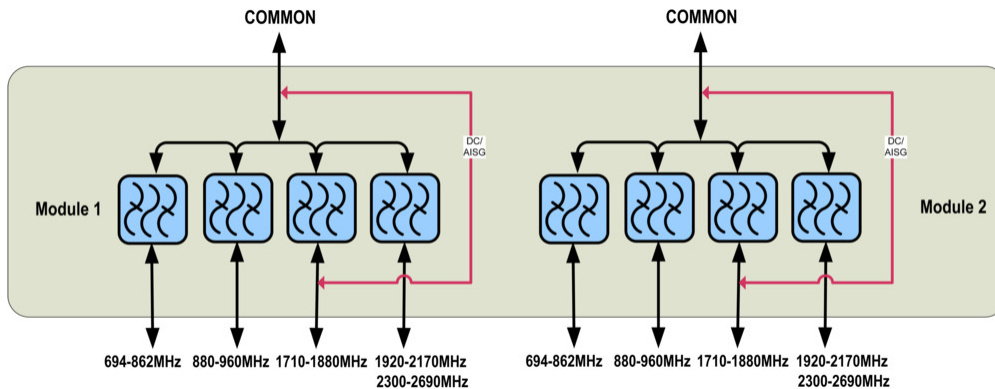 COMMON
COMMON
DC/
AISG
DC/
AISG
Module 1
Module 2
694-862MHz
880-960MHz
1710-1880MHz
1920-2170MHz
2300-2690MHz
694-862MHz
880-960MHz
1710-1880MHz
1920-2170MHz
2300-2690MHz